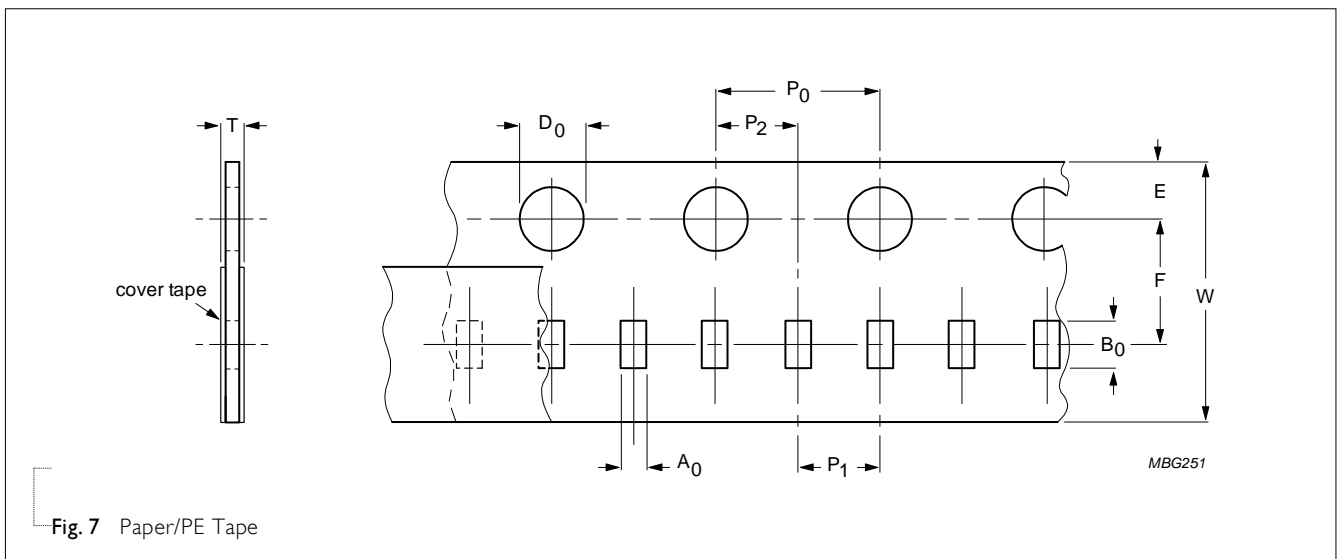 P0
T
D0
P2
E
F
W
cover tape
B0
A0
P1
MBG251
Fig. 7 Paper/PE Tape